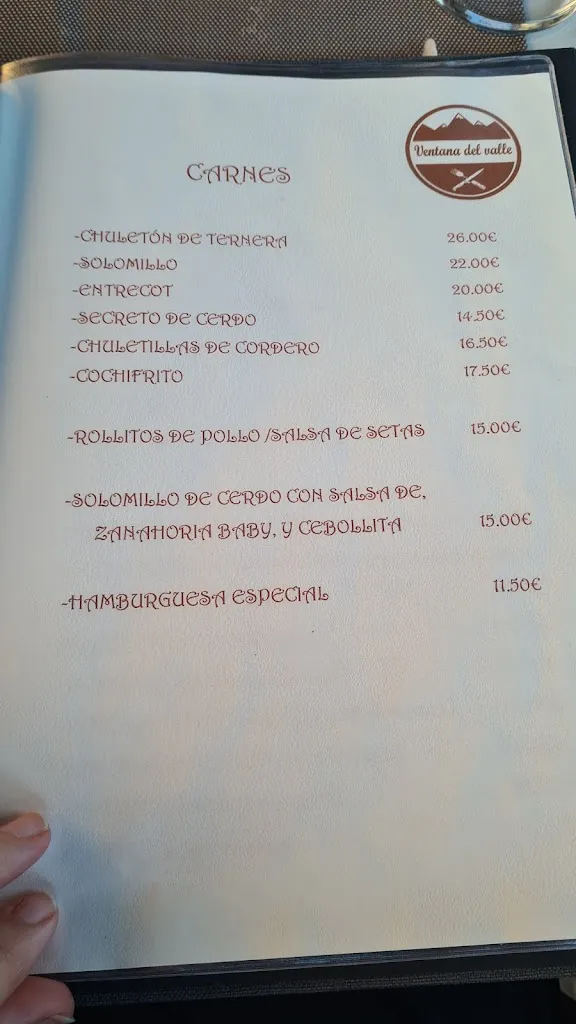 Ventana del valle
CARNES
-CHULETÓN DE TERNERA 26.00€
-SOLOMILLO 22.00€
-ENTRECOT 20.00€
-SECRETO DE CERDO 14.50€
-CHULETILLAS DE CORDERO 16.50€
-COCHIFRITO 17.50€
-ROLLITOS DE POLLO /SALSA DE SETAS 15.00€
-SOLOMILLO DE CERDO CON SALSA DE,
ZANAHORIA BABY, Y CEBOLLITA 15.00€
-HAMBURGUESA ESPECIAL 11.50€